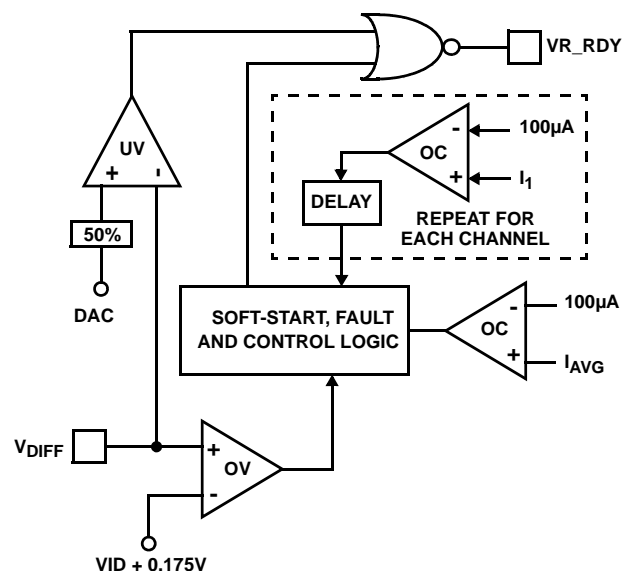 VR_RDY
UV
+ -
50%
DAC
- 100µA
OC
+ I1
DELAY
REPEAT FOR
EACH CHANNEL
SOFT-START, FAULT
AND CONTROL LOGIC
- 100µA
OC
+ IAVG
VDIFF
+
OV
-
VID + 0.175V